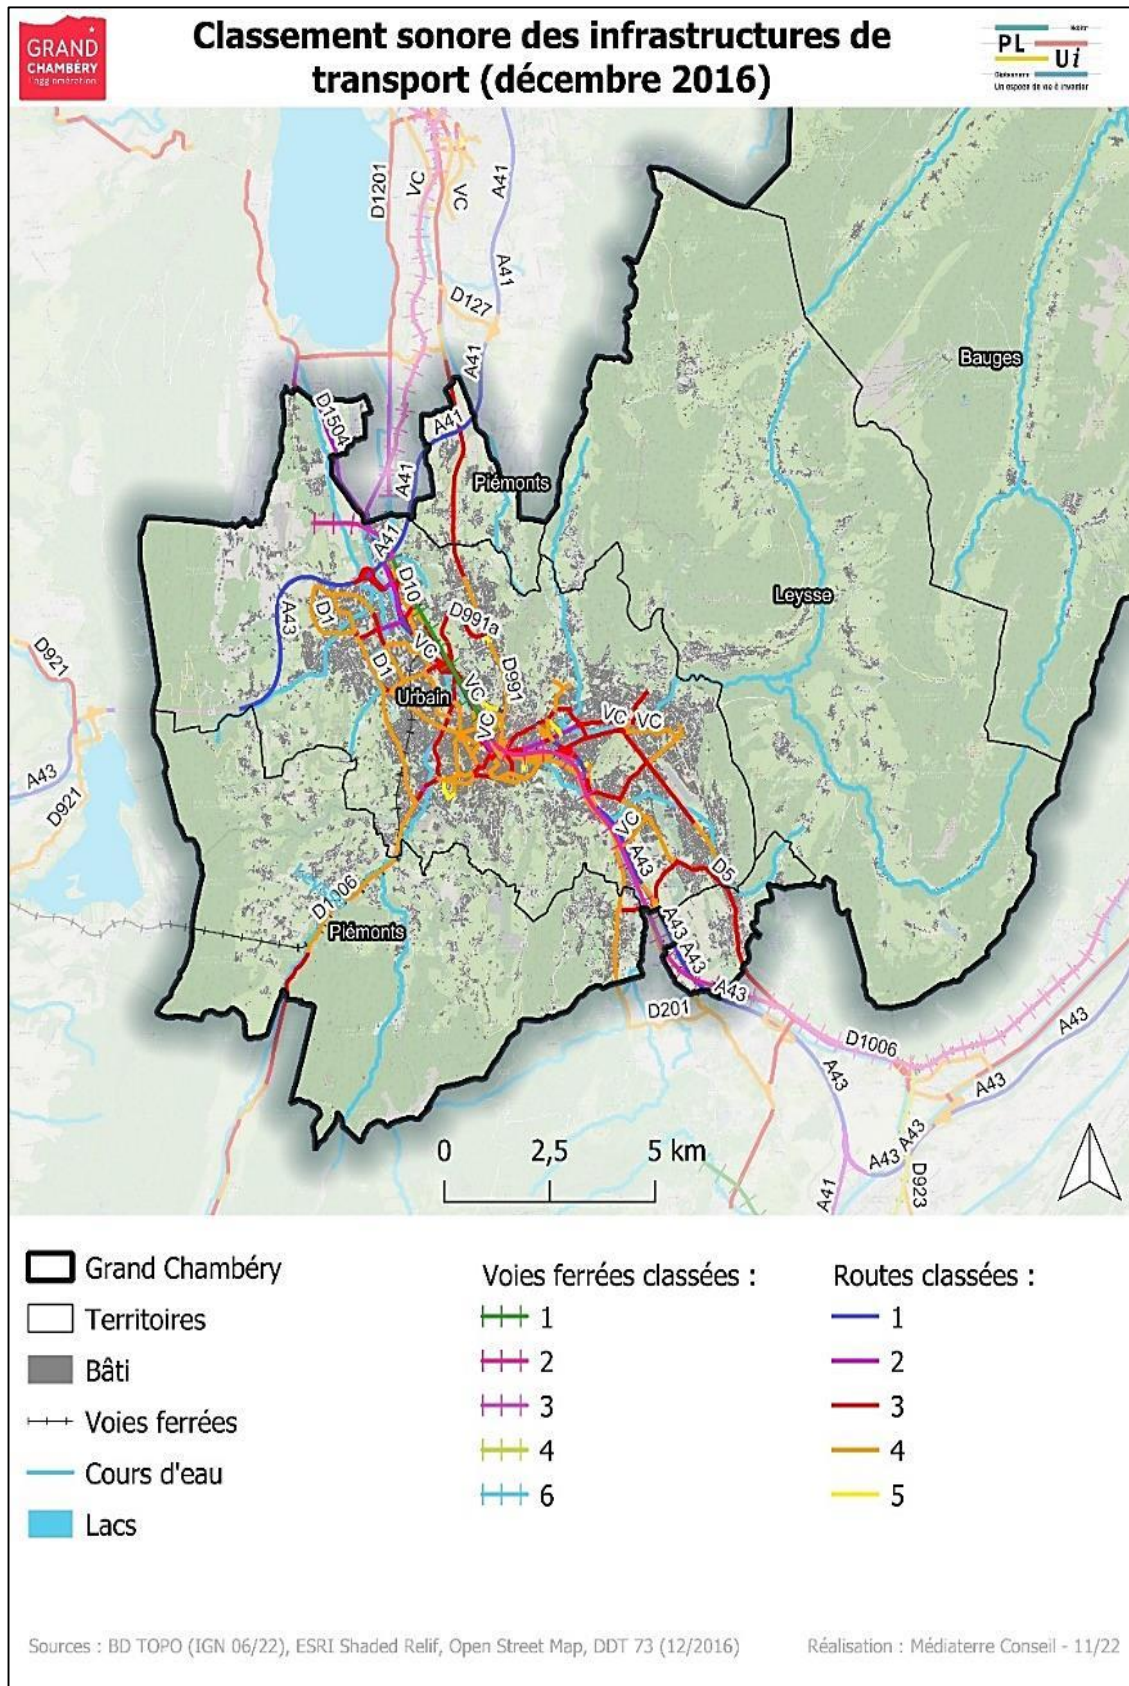 GRAND
CHAMBÉRY
l'agglomération
Classement sonore des infrastructures de
transport (décembre 2016)
PL
Ui
Un espace de vie à inventer
D1201
VC
VC
A41
A41
D127
A41
Bauges
D1504
A41
A41
Piémonts
A41
D10
Leysse
A43
D1
D991a
VC
D921
D1
D991
Urbain
VC
VC
VC
VC
A43
D921
VC
A43
D5
D1006
Piémonts
A43
A43
A43
D201
D1006
A43
A43
A43
A43
A43
A41
D923
0
2,5
5 km
Grand Chambéry
Territoires
Bâti
Voies ferrées
Cours d'eau
Lacs
Voies ferrées classées :
1
2
3
4
6
Routes classées :
1
2
3
4
5
Sources : BD TOPO (IGN 06/22), ESRI Shaded Relif, Open Street Map, DDT 73 (12/2016)
Réalisation : Médiaterre Conseil - 11/22